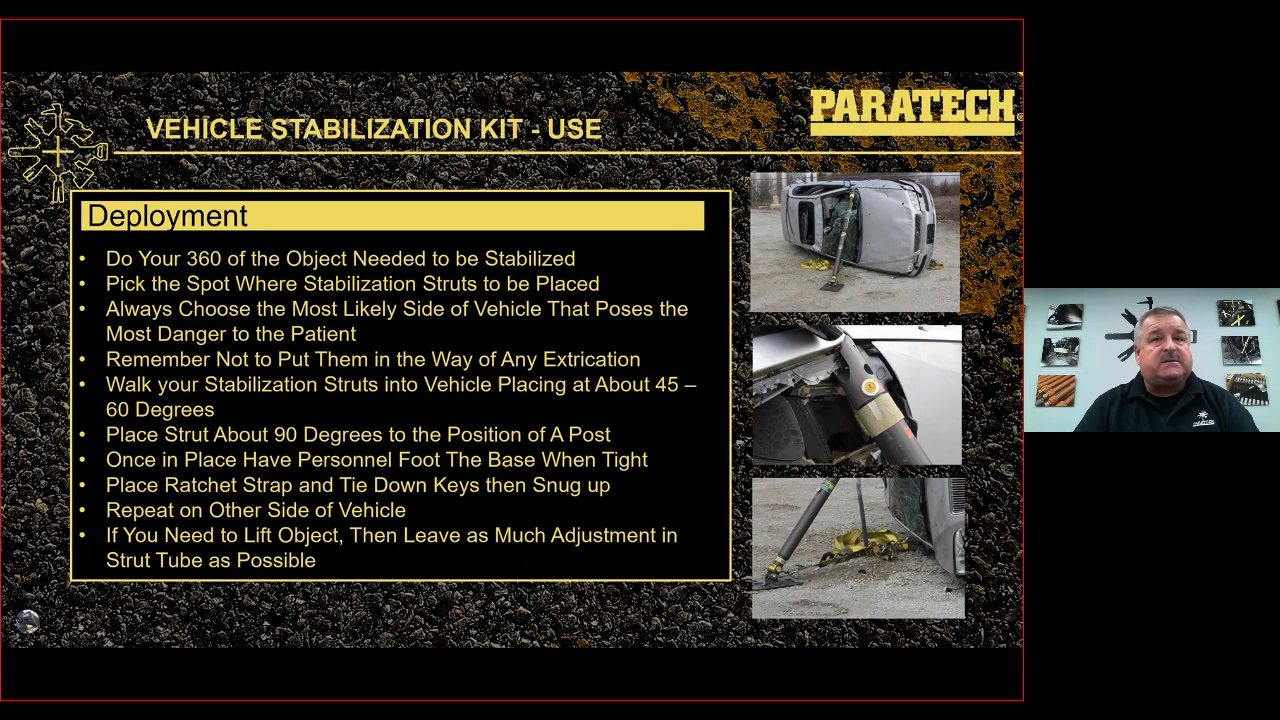 PARATECH
VEHICLE STABILIZATION KIT - USE
Deployment
• Do Your 360 of the Object Needed to be Stabilized
• Pick the Spot Where Stabilization Struts to be Placed
• Always Choose the Most Likely Side of Vehicle That Poses the
Most Danger to the Patient
• Remember Not to Put Them in the Way of Any Extrication
• Walk your Stabilization Struts into Vehicle Placing at About 45 –
60 Degrees
• Place Strut About 90 Degrees to the Position of A Post
• Once in Place Have Personnel Foot The Base When Tight
• Place Ratchet Strap and Tie Down Keys then Snug up
• Repeat on Other Side of Vehicle
• If You Need to Lift Object, Then Leave as Much Adjustment in
Strut Tube as Possible